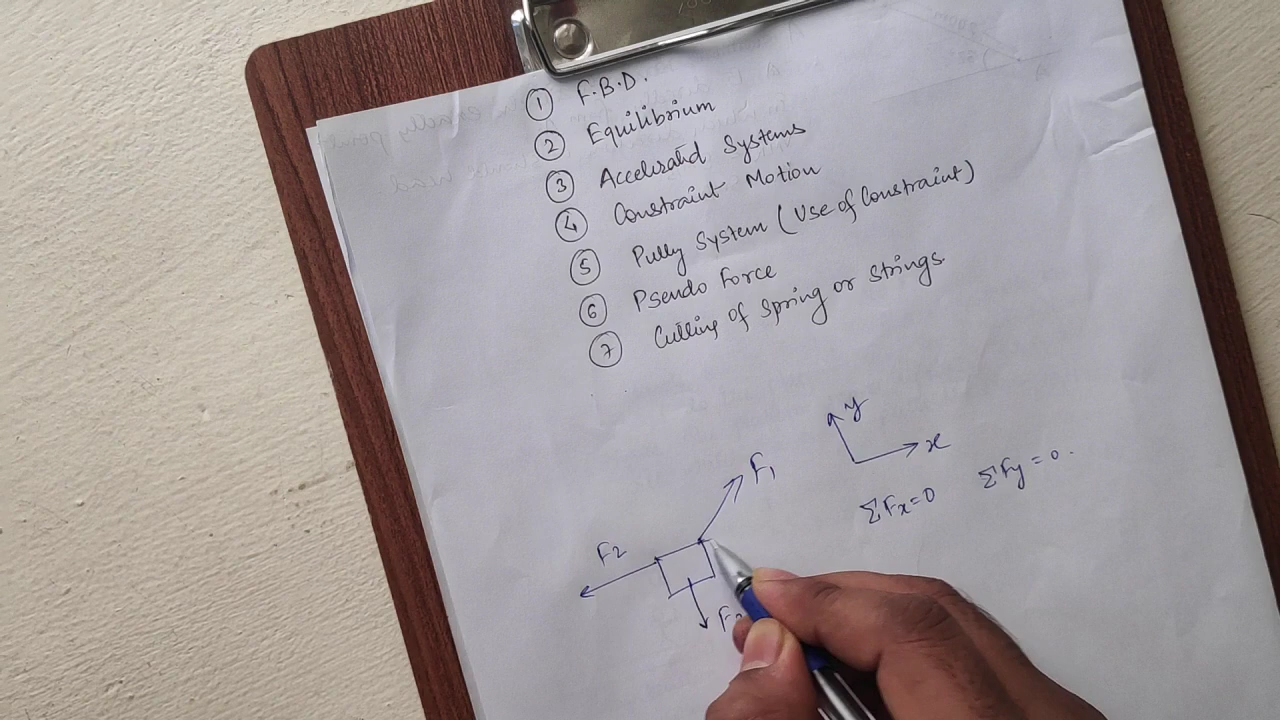 ① F.B.D.
② Equilibrium
③ Accelerated Systems
④ Constraint Motion
⑤ Pully System (Use of Constraint)
⑥ Pseudo Force
⑦ Cutting of Spring or Strings.
y
x
F1
ΣFx=0 ΣFy=0.
F2